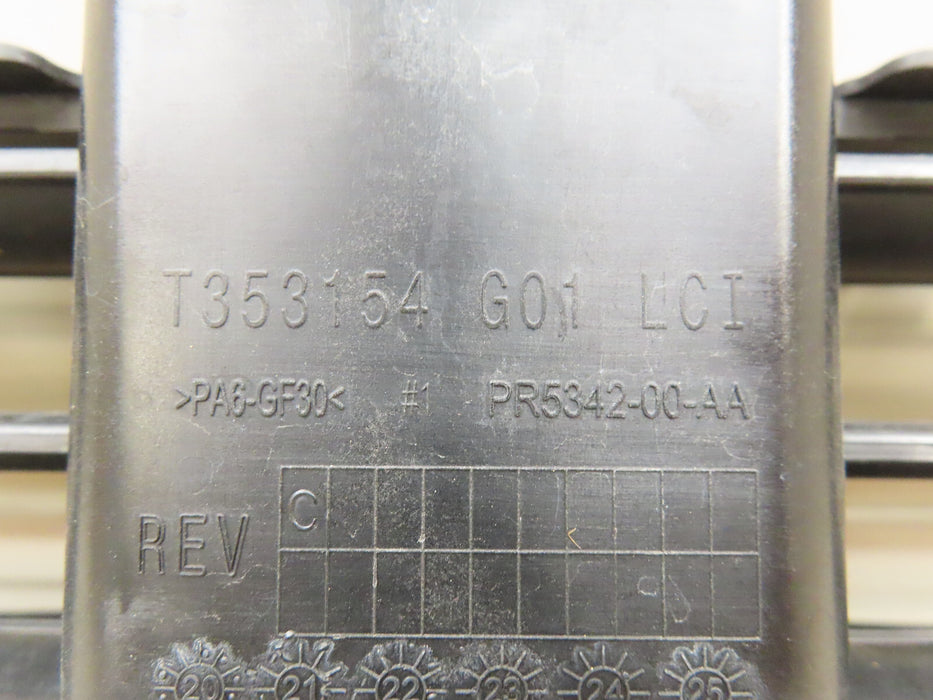 T353154 G01 LCI
>PA6-GF30< #1 PR5342-00-AA
REV C
20 21 22 23 24 25